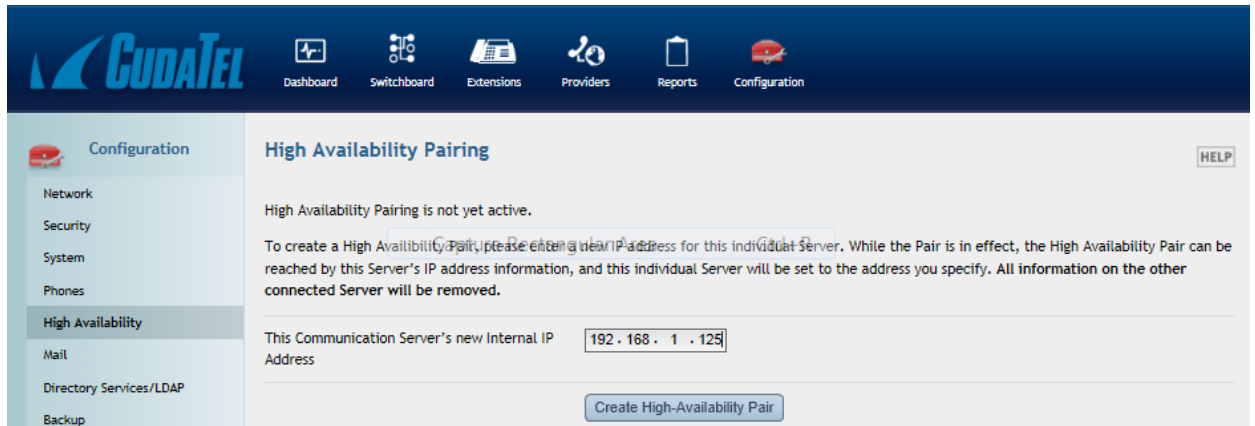 CUDATEL
Dashboard
Switchboard
Extensions
Providers
Reports
Configuration
Configuration
Network
Security
System
Phones
High Availability
Mail
Directory Services/LDAP
Backup
High Availability Pairing
HELP
High Availability Pairing is not yet active.
To create a High Availibility Pair, please enter a new IP address for this individual Server. While the Pair is in effect, the High Availability Pair can be
reached by this Server's IP address information, and this individual Server will be set to the address you specify. All information on the other
connected Server will be removed.
Capture Rectangular Area Ctrl+R
This Communication Server's new Internal IP
Address
192 . 168 . 1 . 125
Create High-Availability Pair